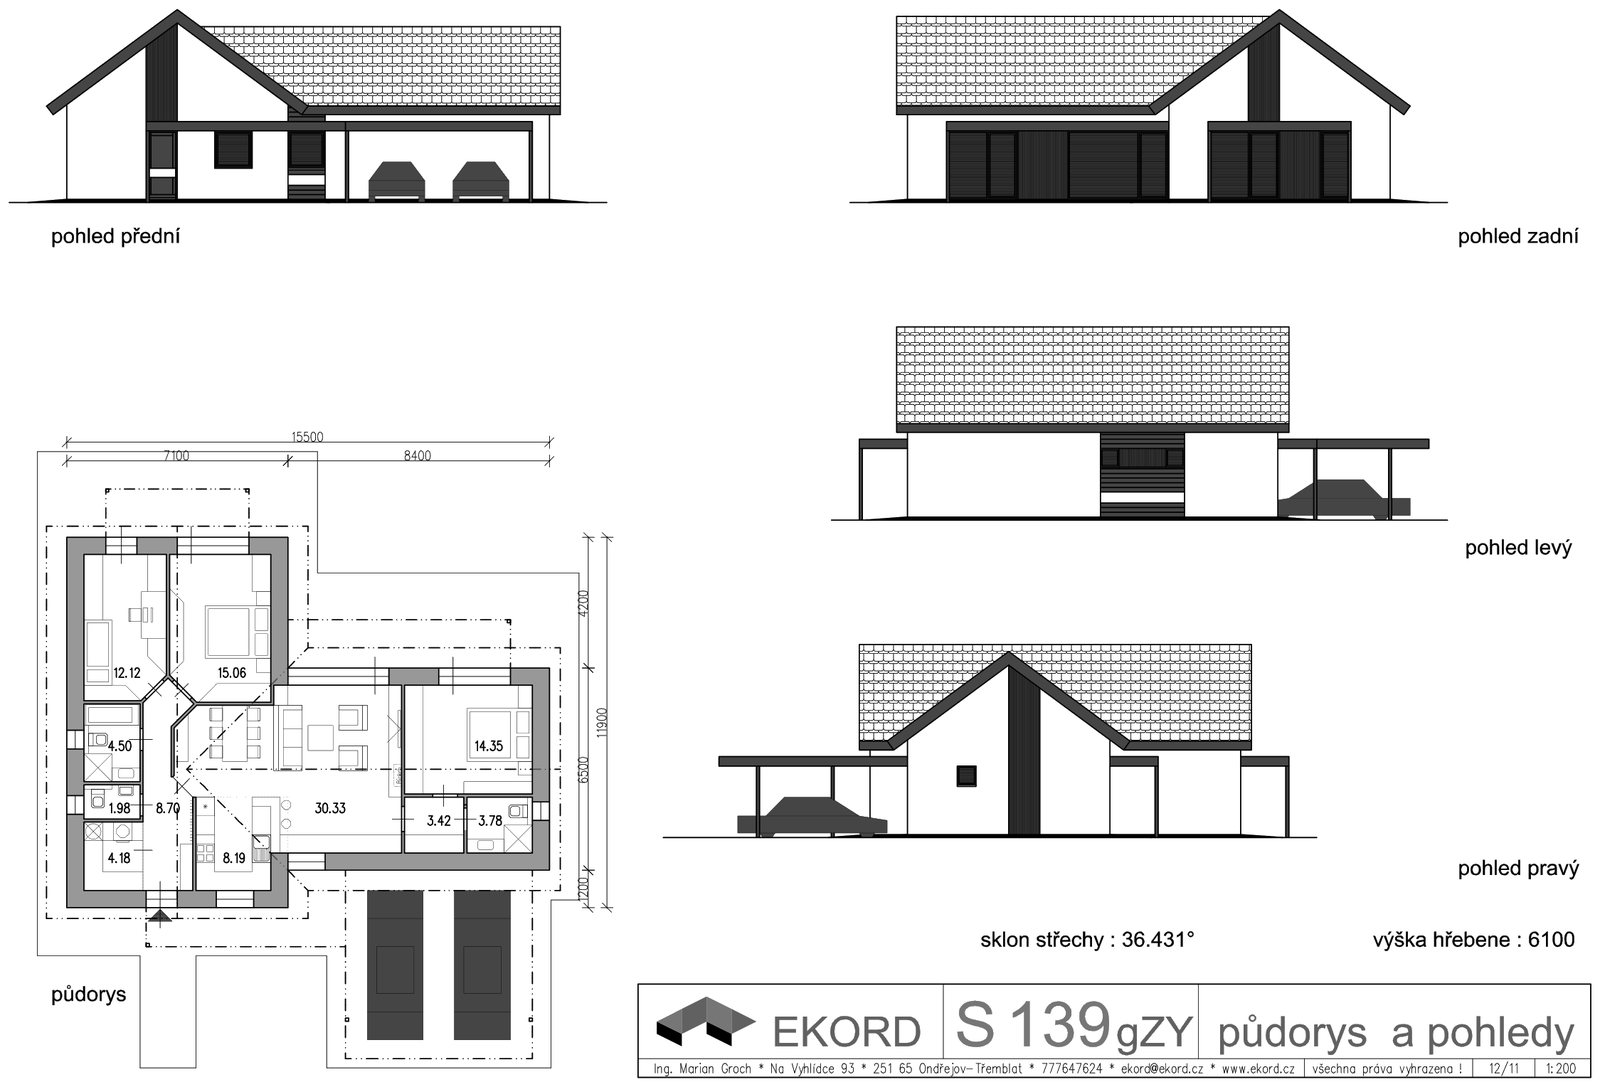 pohled přední
pohled zadní
pohled levý
pohled pravý
15500
7100
8400
4200
11900
6500
1200
12.12
15.06
4.50
14.35
1.98
8.70
30.33
3.42
3.78
4.18
8.19
půdorys
sklon střechy : 36.431°
výška hřebene : 6100
EKORD
S 139gZY
půdorys a pohledy
Ing. Marian Groch * Na Vyhlídce 93 * 251 65 Ondřejov-Třemblat * 777647624 * ekord@ekord.cz * www.ekord.cz
všechna práva vyhrazena !
12/11
1:200